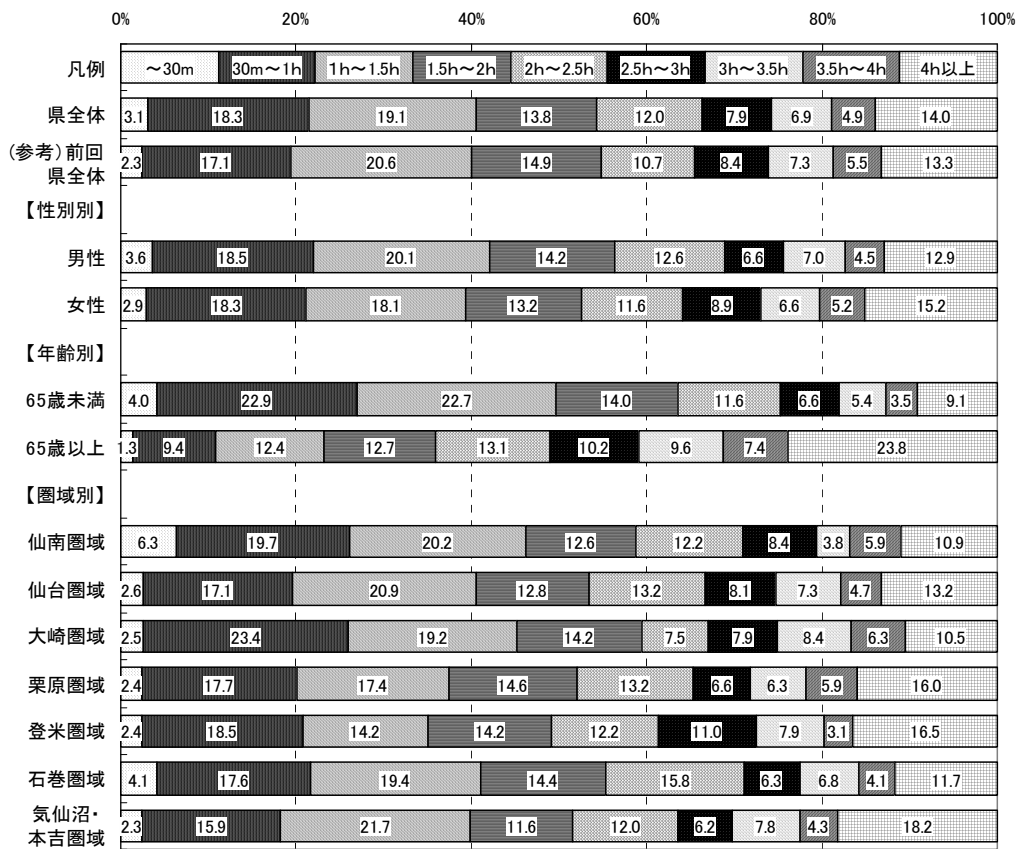 0% 20% 40% 60% 80% 100%
凡例 ～30m 30m～1h 1h～1.5h 1.5h～2h 2h～2.5h 2.5h～3h 3h～3.5h 3.5h～4h 4h以上
県全体 3.1 18.3 19.1 13.8 12.0 7.9 6.9 4.9 14.0
(参考)前回
県全体 2.3 17.1 20.6 14.9 10.7 8.4 7.3 5.5 13.3
【性別別】
男性 3.6 18.5 20.1 14.2 12.6 6.6 7.0 4.5 12.9
女性 2.9 18.3 18.1 13.2 11.6 8.9 6.6 5.2 15.2
【年齢別】
65歳未満 4.0 22.9 22.7 14.0 11.6 6.6 5.4 3.5 9.1
65歳以上 1.3 9.4 12.4 12.7 13.1 10.2 9.6 7.4 23.8
【圏域別】
仙南圏域 6.3 19.7 20.2 12.6 12.2 8.4 3.8 5.9 10.9
仙台圏域 2.6 17.1 20.9 12.8 13.2 8.1 7.3 4.7 13.2
大崎圏域 2.5 23.4 19.2 14.2 7.5 7.9 8.4 6.3 10.5
栗原圏域 2.4 17.7 17.4 14.6 13.2 6.6 6.3 5.9 16.0
登米圏域 2.4 18.5 14.2 14.2 12.2 11.0 7.9 3.1 16.5
石巻圏域 4.1 17.6 19.4 14.4 15.8 6.3 6.8 4.1 11.7
気仙沼・
本吉圏域 2.3 15.9 21.7 11.6 12.0 6.2 7.8 4.3 18.2